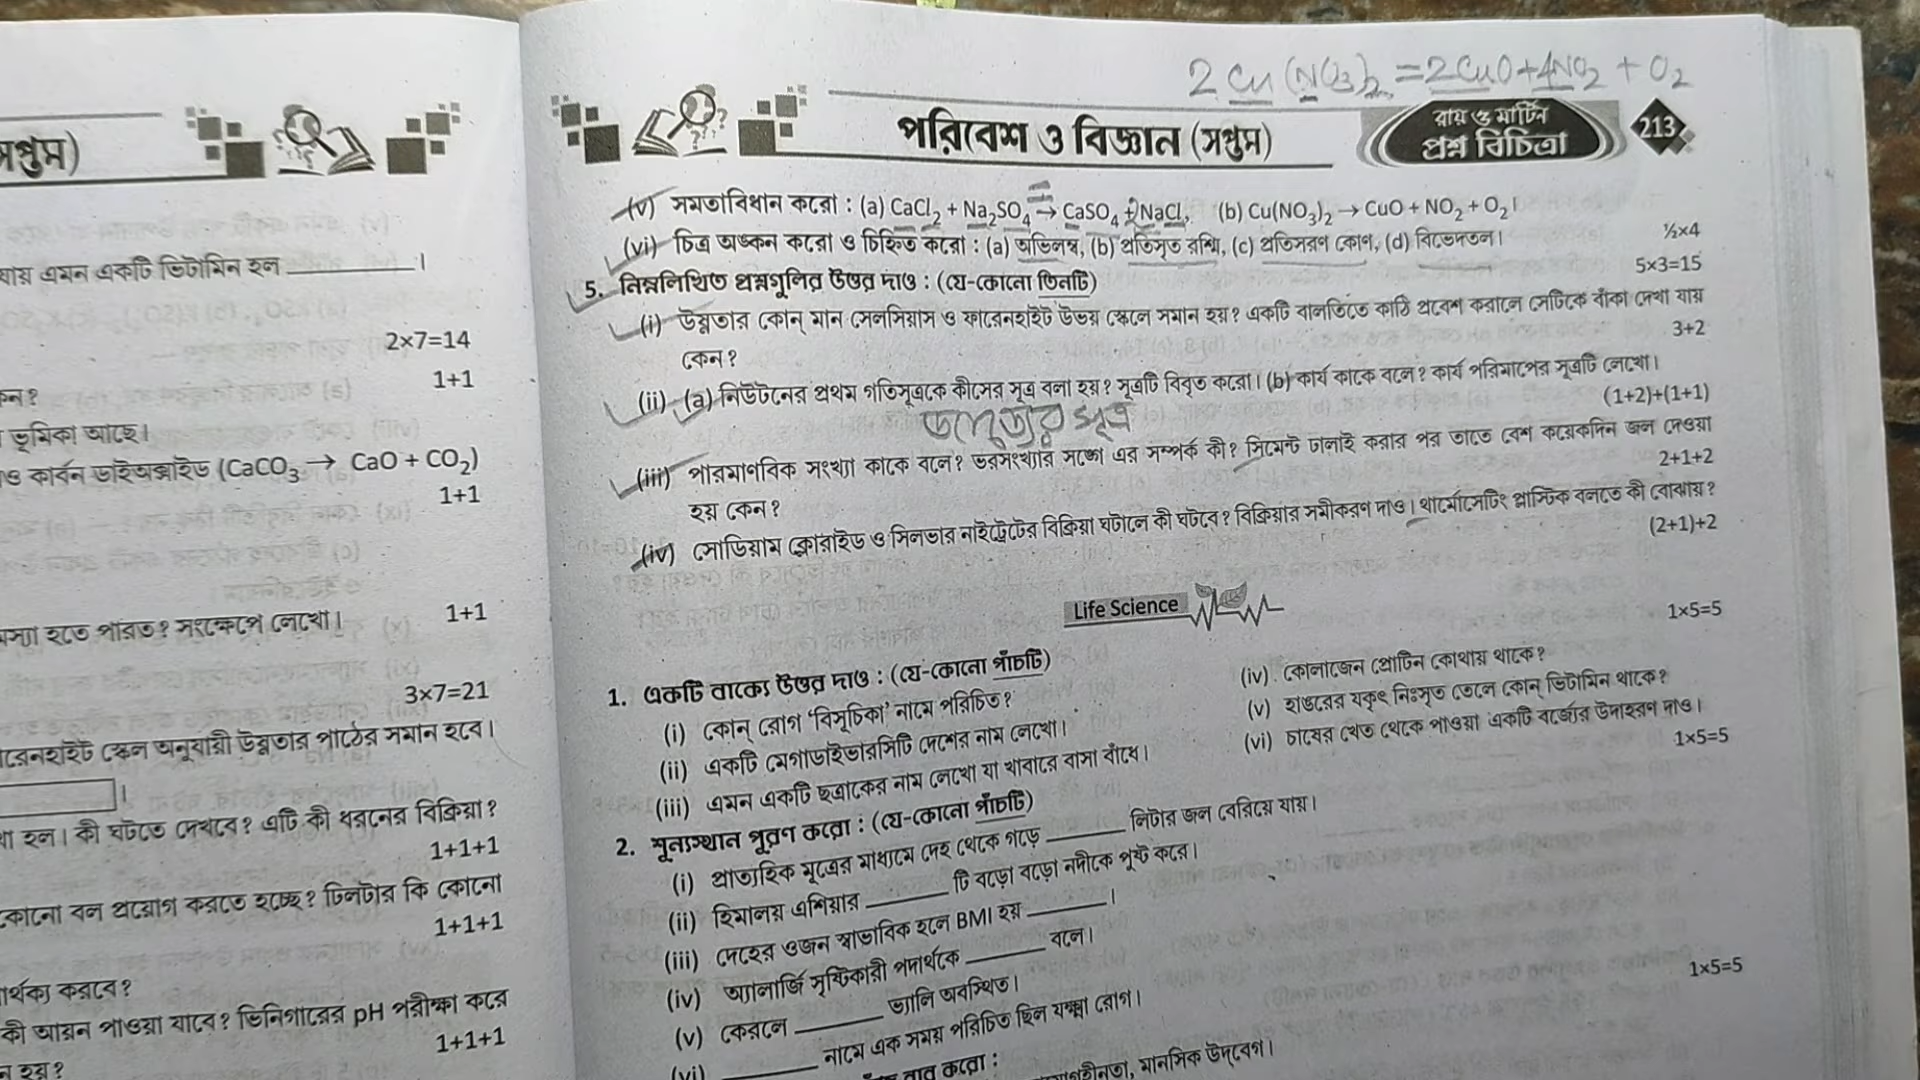 সপ্তম)
যায় এমন একটি ভিটামিন হল ____________।
2×7=14
1+1
ভূমিকা আছে।
ও কার্বন ডাইঅক্সাইড (CaCO₃ → CaO + CO₂)
1+1
হতে পারত? সংক্ষেপে লেখো।
1+1
3×7=21
ফারেনহাইট স্কেল অনুযায়ী উষ্ণতার পাঠের সমান হবে।
হল। কী ঘটতে দেখবে? এটি কী ধরনের বিক্রিয়া?
1+1+1
কোনো বল প্রয়োগ করতে হচ্ছে? ঢিলটার কি কোনো
1+1+1
পার্থক্য করবে?
কী আয়ন পাওয়া যাবে? ভিনিগারের pH পরীক্ষা করে
1+1+1
হয়?
2Cu(NO3)2 = 2CuO+4NO2 + O2
পরিবেশ ও বিজ্ঞান (সপ্তম)
রায় ও মার্টিন
প্রশ্ন বিচিত্রা
213
(v) সমতাবিধান করো : (a) CaCl₂ + Na₂SO₄ → CaSO₄ + 2NaCl, (b) Cu(NO₃)₂ → CuO + NO₂ + O₂।
(vi) চিত্র অঙ্কন করো ও চিহ্নিত করো : (a) অভিলম্ব, (b) প্রতিসৃত রশ্মি, (c) প্রতিসরণ কোণ, (d) বিভেদতল। ½×4
5. নিম্নলিখিত প্রশ্নগুলির উত্তর দাও : (যে-কোনো তিনটি) 5×3=15
(i) উষ্ণতার কোন্ মান সেলসিয়াস ও ফারেনহাইট উভয় স্কেলে সমান হয়? একটি বালতিতে কাঠি প্রবেশ করালে সেটিকে বাঁকা দেখা যায়
কেন? 3+2
(ii) (a) নিউটনের প্রথম গতিসূত্রকে কীসের সূত্র বলা হয়? সূত্রটি বিবৃত করো। (b) কার্য কাকে বলে? কার্য পরিমাপের সূত্রটি লেখো।
(1+2)+(1+1)
সূত্র
(iii) পারমাণবিক সংখ্যা কাকে বলে? ভরসংখ্যার সঙ্গে এর সম্পর্ক কী? সিমেন্ট ঢালাই করার পর তাতে বেশ কয়েকদিন জল দেওয়া
হয় কেন? 2+1+2
(iv) সোডিয়াম ক্লোরাইড ও সিলভার নাইট্রেটের বিক্রিয়া ঘটালে কী ঘটবে? বিক্রিয়ার সমীকরণ দাও। থার্মোসেটিং প্লাস্টিক বলতে কী বোঝায়?
(2+1)+2
Life Science
1. একটি বাক্যে উত্তর দাও : (যে-কোনো পাঁচটি) 1×5=5
(i) কোন্ রোগ ‘বিসূচিকা’ নামে পরিচিত?
(ii) একটি মেগাডাইভারসিটি দেশের নাম লেখো।
(iii) এমন একটি ছত্রাকের নাম লেখো যা খাবারে বাসা বাঁধে।
(iv) কোলাজেন প্রোটিন কোথায় থাকে?
(v) হাঙরের যকৃৎ নিঃসৃত তেলে কোন্ ভিটামিন থাকে?
(vi) চাষের খেত থেকে পাওয়া একটি বর্জ্যের উদাহরণ দাও।
2. শূন্যস্থান পূরণ করো : (যে-কোনো পাঁচটি) 1×5=5
(i) প্রাত্যহিক মূত্রের মাধ্যমে দেহ থেকে গড়ে ________ লিটার জল বেরিয়ে যায়।
(ii) হিমালয় এশিয়ার ________ টি বড়ো বড়ো নদীকে পুষ্ট করে।
(iii) দেহের ওজন স্বাভাবিক হলে BMI হয় ________।
(iv) অ্যালার্জি সৃষ্টিকারী পদার্থকে ________ বলে।
(v) কেরলে ________ ভ্যালি অবস্থিত।
(vi) ________ নামে এক সময় পরিচিত ছিল যক্ষ্মা রোগ।
করো : 1×5=5
মানসিক উদ্‌বেগ।